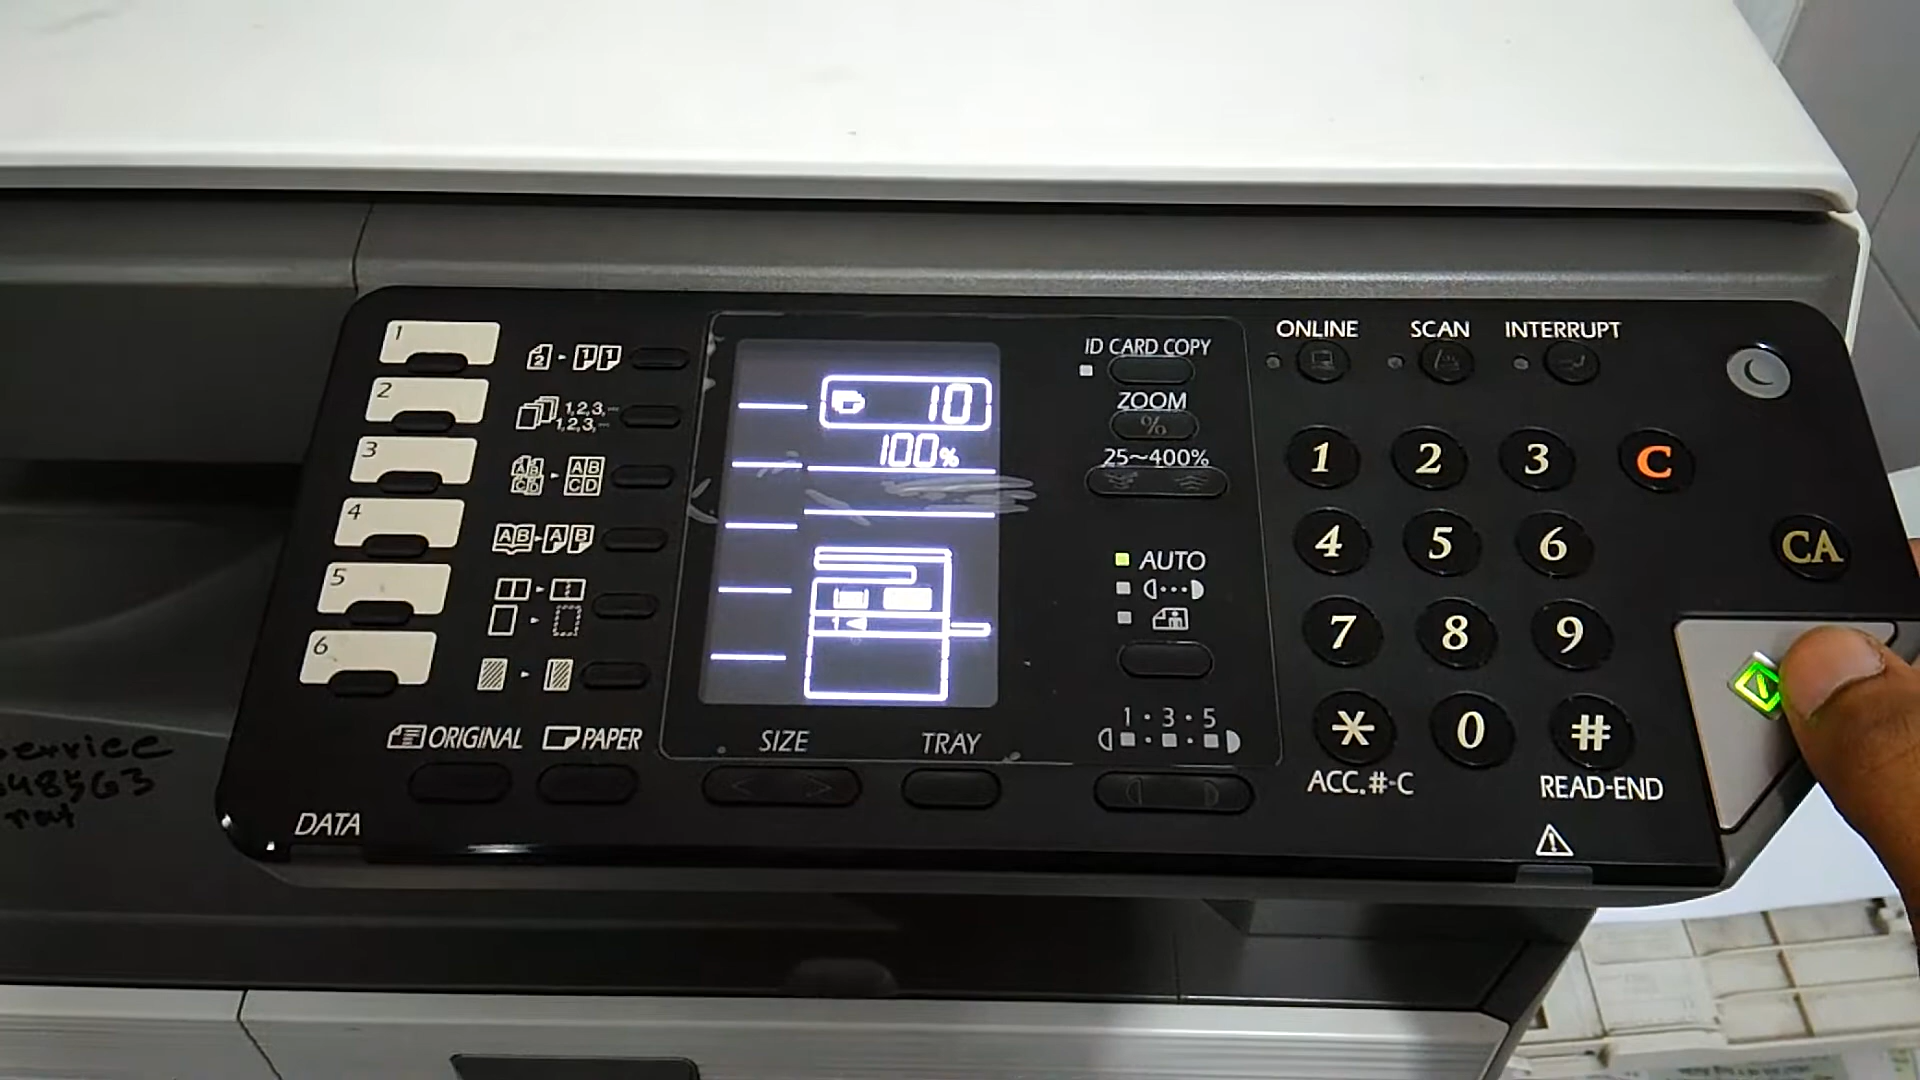 ONLINE SCAN INTERRUPT
1
ID CARD COPY
2
10
ZOOM
100%
%
1,2,3,
1,2,3,
25~400%
1 2 3 C
3
A B
C D
A B
C D
4
A B A B
4 5 6 CA
AUTO
5
6
7 8 9
ORIGINAL PAPER
SIZE TRAY
1 · 3 · 5
* 0 #
ACC.#-C READ-END
DATA
48563